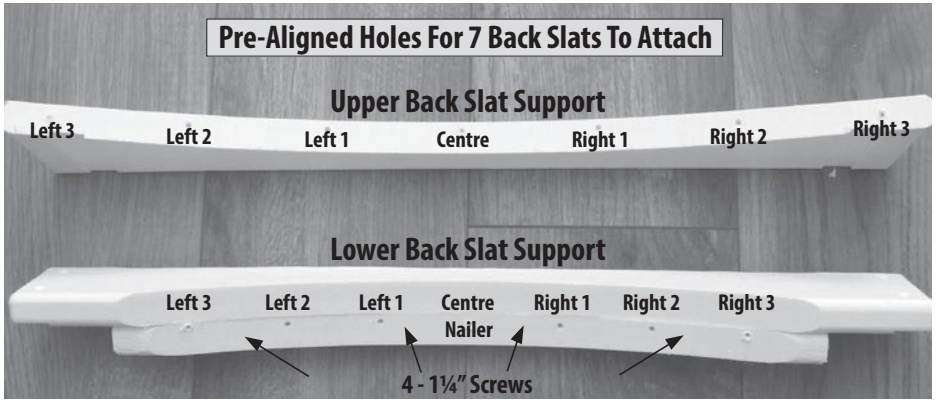 Pre-Aligned Holes For 7 Back Slats To Attach
Upper Back Slat Support
Left 3 Left 2 Left 1 Centre Right 1 Right 2 Right 3
Lower Back Slat Support
Left 3 Left 2 Left 1 Centre Right 1 Right 2 Right 3
Nailer
4 - 1¼” Screws